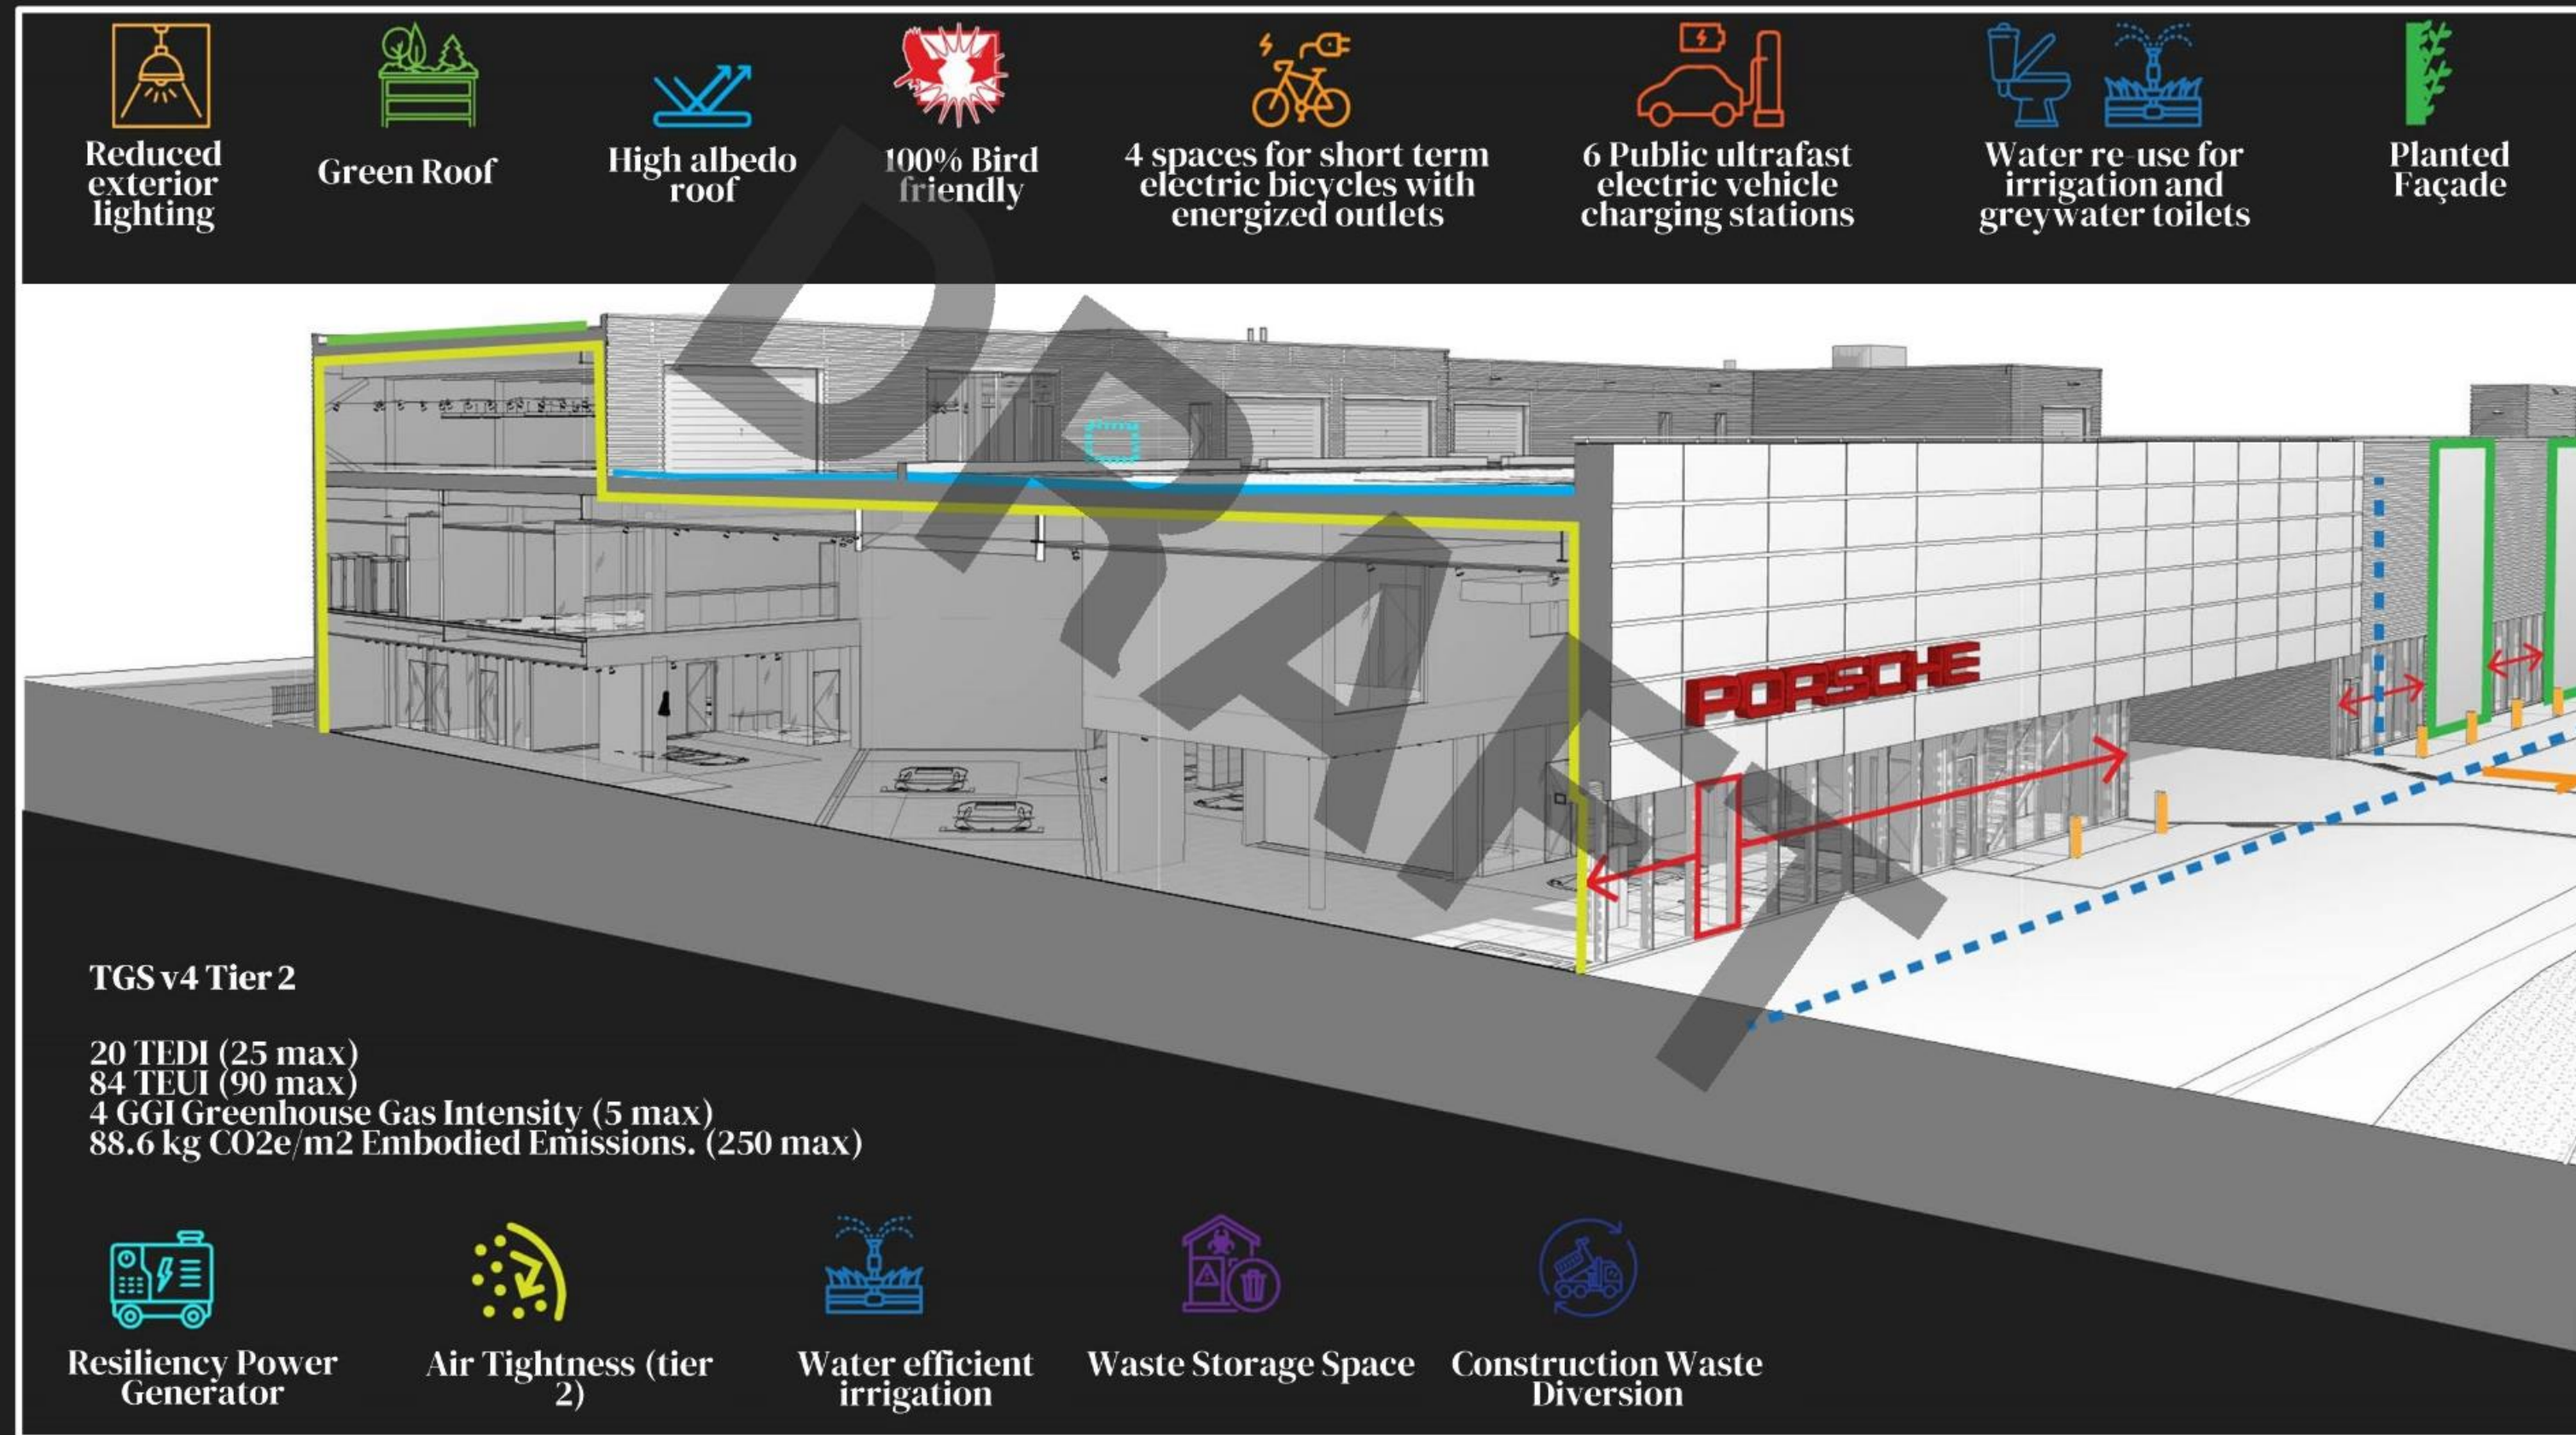 Reduced
exterior
lighting
Green Roof
High albedo
roof
100% Bird
friendly
4 spaces for short term
electric bicycles with
energized outlets
6 Public ultrafast
electric vehicle
charging stations
Water re-use for
irrigation and
greywater toilets
Planted
Façade
DRAFT
PORSCHE
TGS v4 Tier 2
20 TEDI (25 max)
84 TEUI (90 max)
4 GGI Greenhouse Gas Intensity (5 max)
88.6 kg CO2e/m2 Embodied Emissions. (250 max)
Resiliency Power
Generator
Air Tightness (tier
2)
Water efficient
irrigation
Waste Storage Space
Construction Waste
Diversion